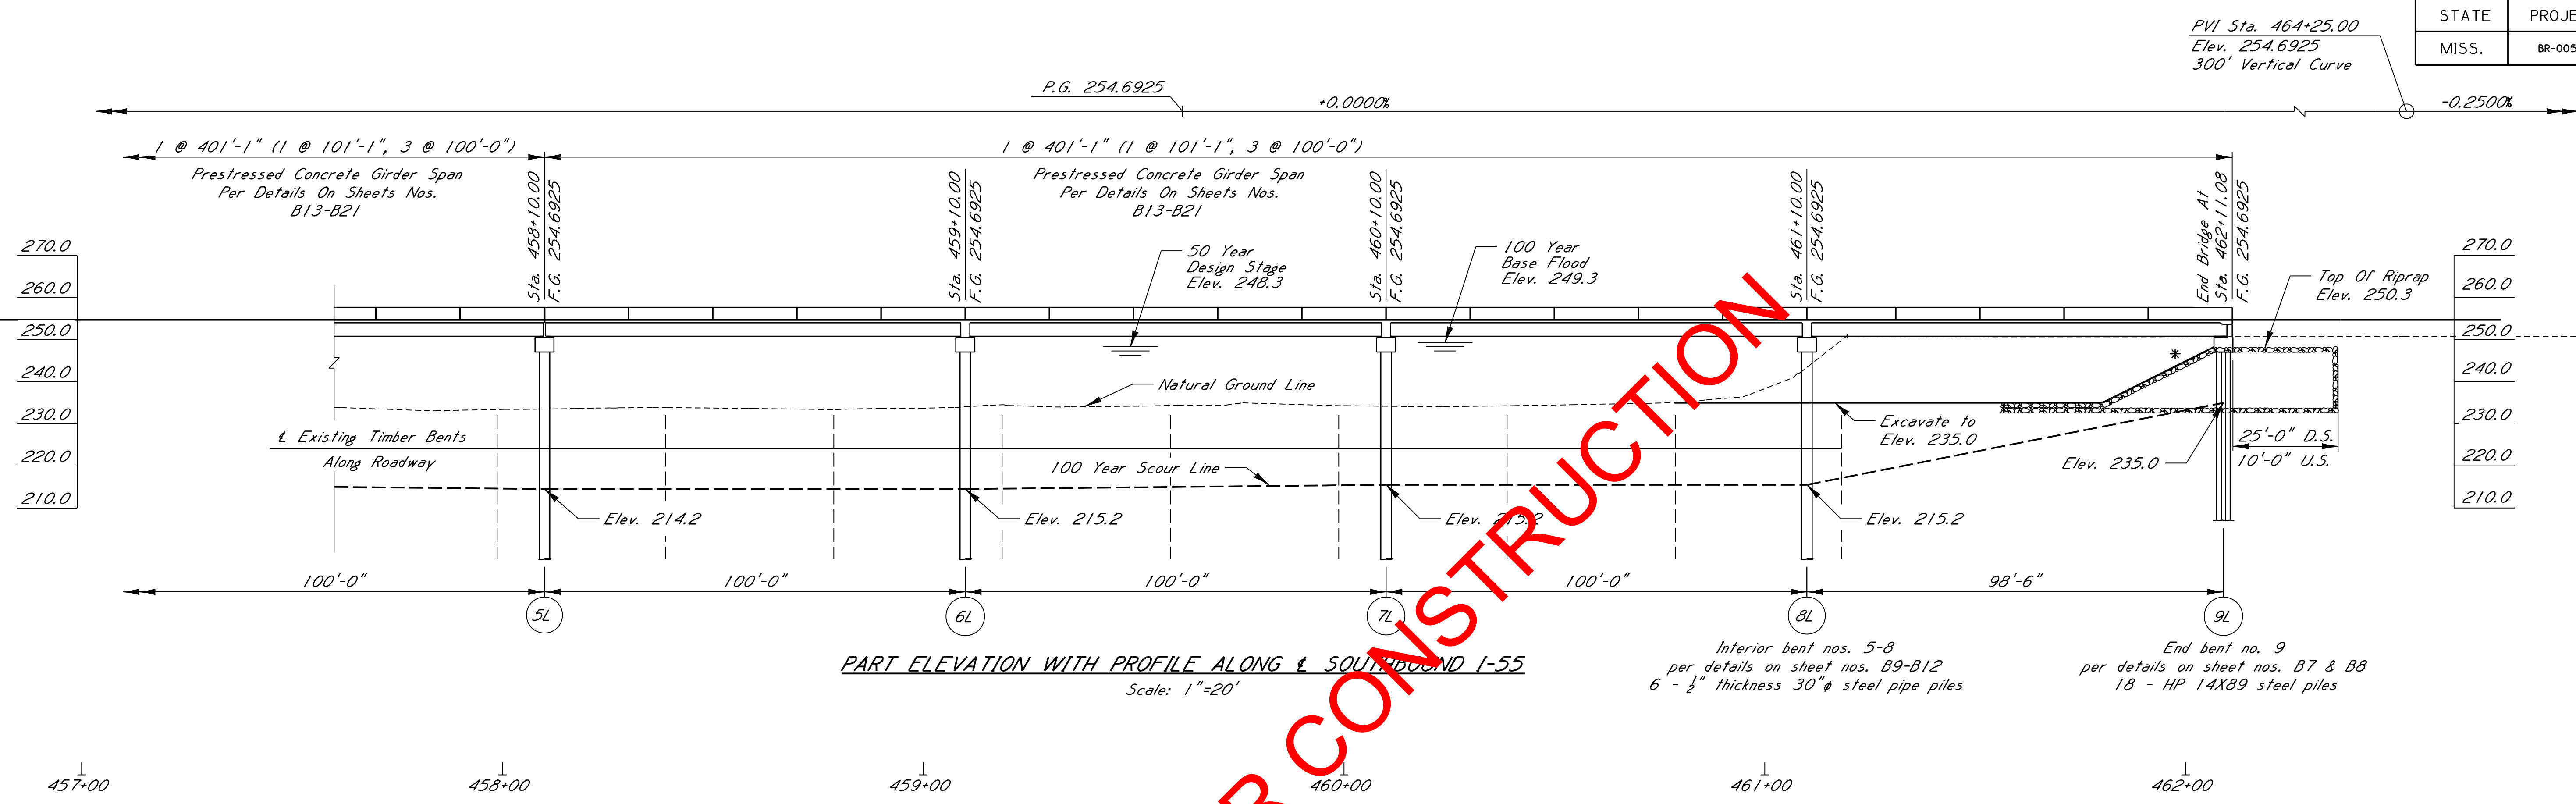 STATE
PROJE
MISS.
BR-005
PVI Sta. 464+25.00
Elev. 254.6925
300' Vertical Curve
P.G. 254.6925
+0.0000%
-0.2500%
1 @ 401'-1" (1 @ 101'-1", 3 @ 100'-0")
1 @ 401'-1" (1 @ 101'-1", 3 @ 100'-0")
Prestressed Concrete Girder Span
Per Details On Sheets Nos.
B13-B21
Prestressed Concrete Girder Span
Per Details On Sheets Nos.
B13-B21
Sta. 458+10.00
F.G. 254.6925
Sta. 459+10.00
F.G. 254.6925
Sta. 460+10.00
F.G. 254.6925
Sta. 461+10.00
F.G. 254.6925
End Bridge At
Sta. 462+11.08
F.G. 254.6925
270.0
260.0
250.0
240.0
230.0
220.0
210.0
50 Year
Design Stage
Elev. 248.3
100 Year
Base Flood
Elev. 249.3
Top Of Riprap
Elev. 250.3
270.0
260.0
250.0
240.0
230.0
220.0
210.0
*
Natural Ground Line
℄ Existing Timber Bents
Along Roadway
Excavate to
Elev. 235.0
25'-0" D.S.
10'-0" U.S.
100 Year Scour Line
Elev. 235.0
Elev. 214.2
Elev. 215.2
Elev. 215.2
Elev. 215.2
100'-0"
100'-0"
100'-0"
100'-0"
98'-6"
5L
6L
7L
8L
9L
PART ELEVATION WITH PROFILE ALONG ℄ SOUTHBOUND I-55
Scale: 1"=20'
Interior bent nos. 5-8
per details on sheet nos. B9-B12
6 - ½" thickness 30"ø steel pipe piles
End bent no. 9
per details on sheet nos. B7 & B8
18 - HP 14X89 steel piles
R CONSTRUCTION
457+00
458+00
459+00
460+00
461+00
462+00